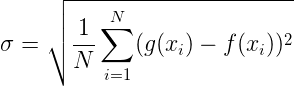 σ = √(1/N ∑_{i=1}^{N} (g(x_i) − f(x_i))²)